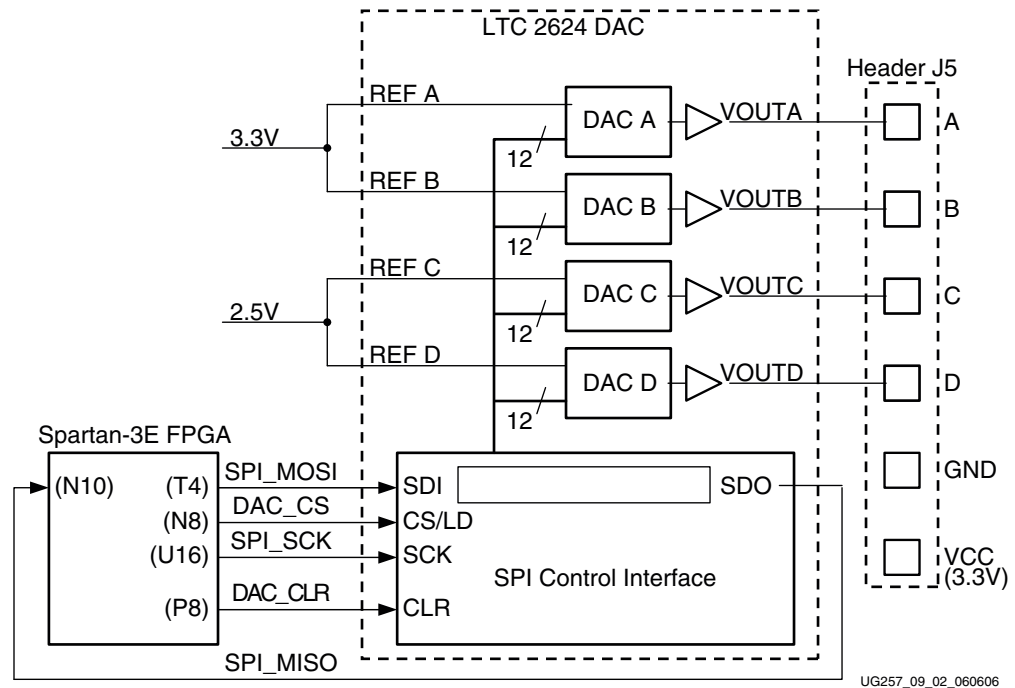 LTC 2624 DAC
Header J5
REF A
DAC A
VOUTA
A
3.3V
12
REF B
DAC B
VOUTB
B
12
REF C
DAC C
VOUTC
C
2.5V
12
REF D
DAC D
VOUTD
D
12
Spartan-3E FPGA
GND
(N10)
(T4)
SPI_MOSI
SDI
SDO
(N8)
DAC_CS
CS/LD
(U16)
SPI_SCK
SCK
SPI Control Interface
VCC
(3.3V)
(P8)
DAC_CLR
CLR
SPI_MISO
UG257_09_02_060606